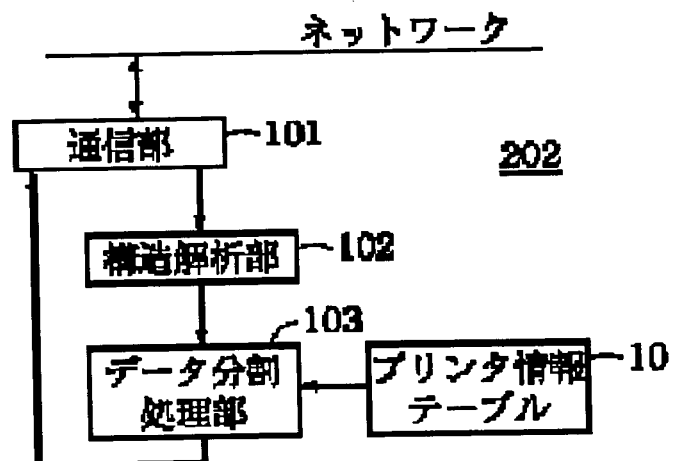 ネットワーク
通信部
101
202
構造解析部
102
103
データ分割
処理部
プリンタ情報
テーブル
10